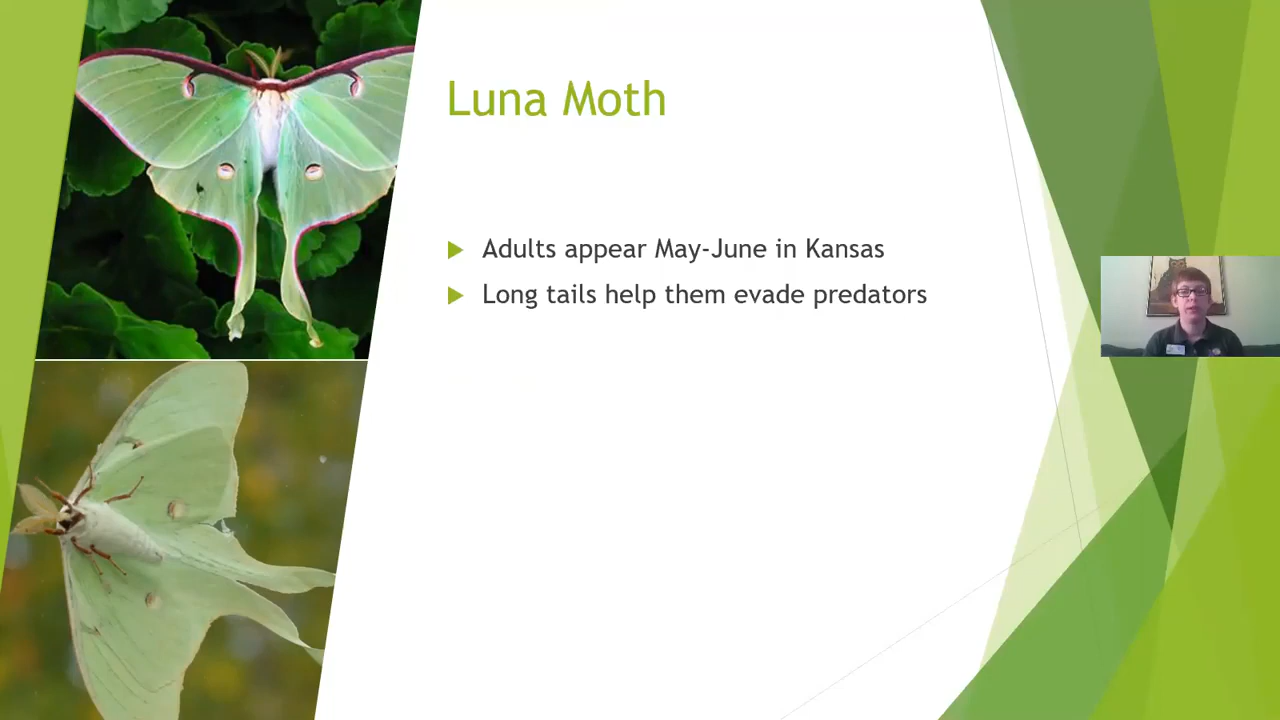 Luna Moth
Adults appear May-June in Kansas
Long tails help them evade predators